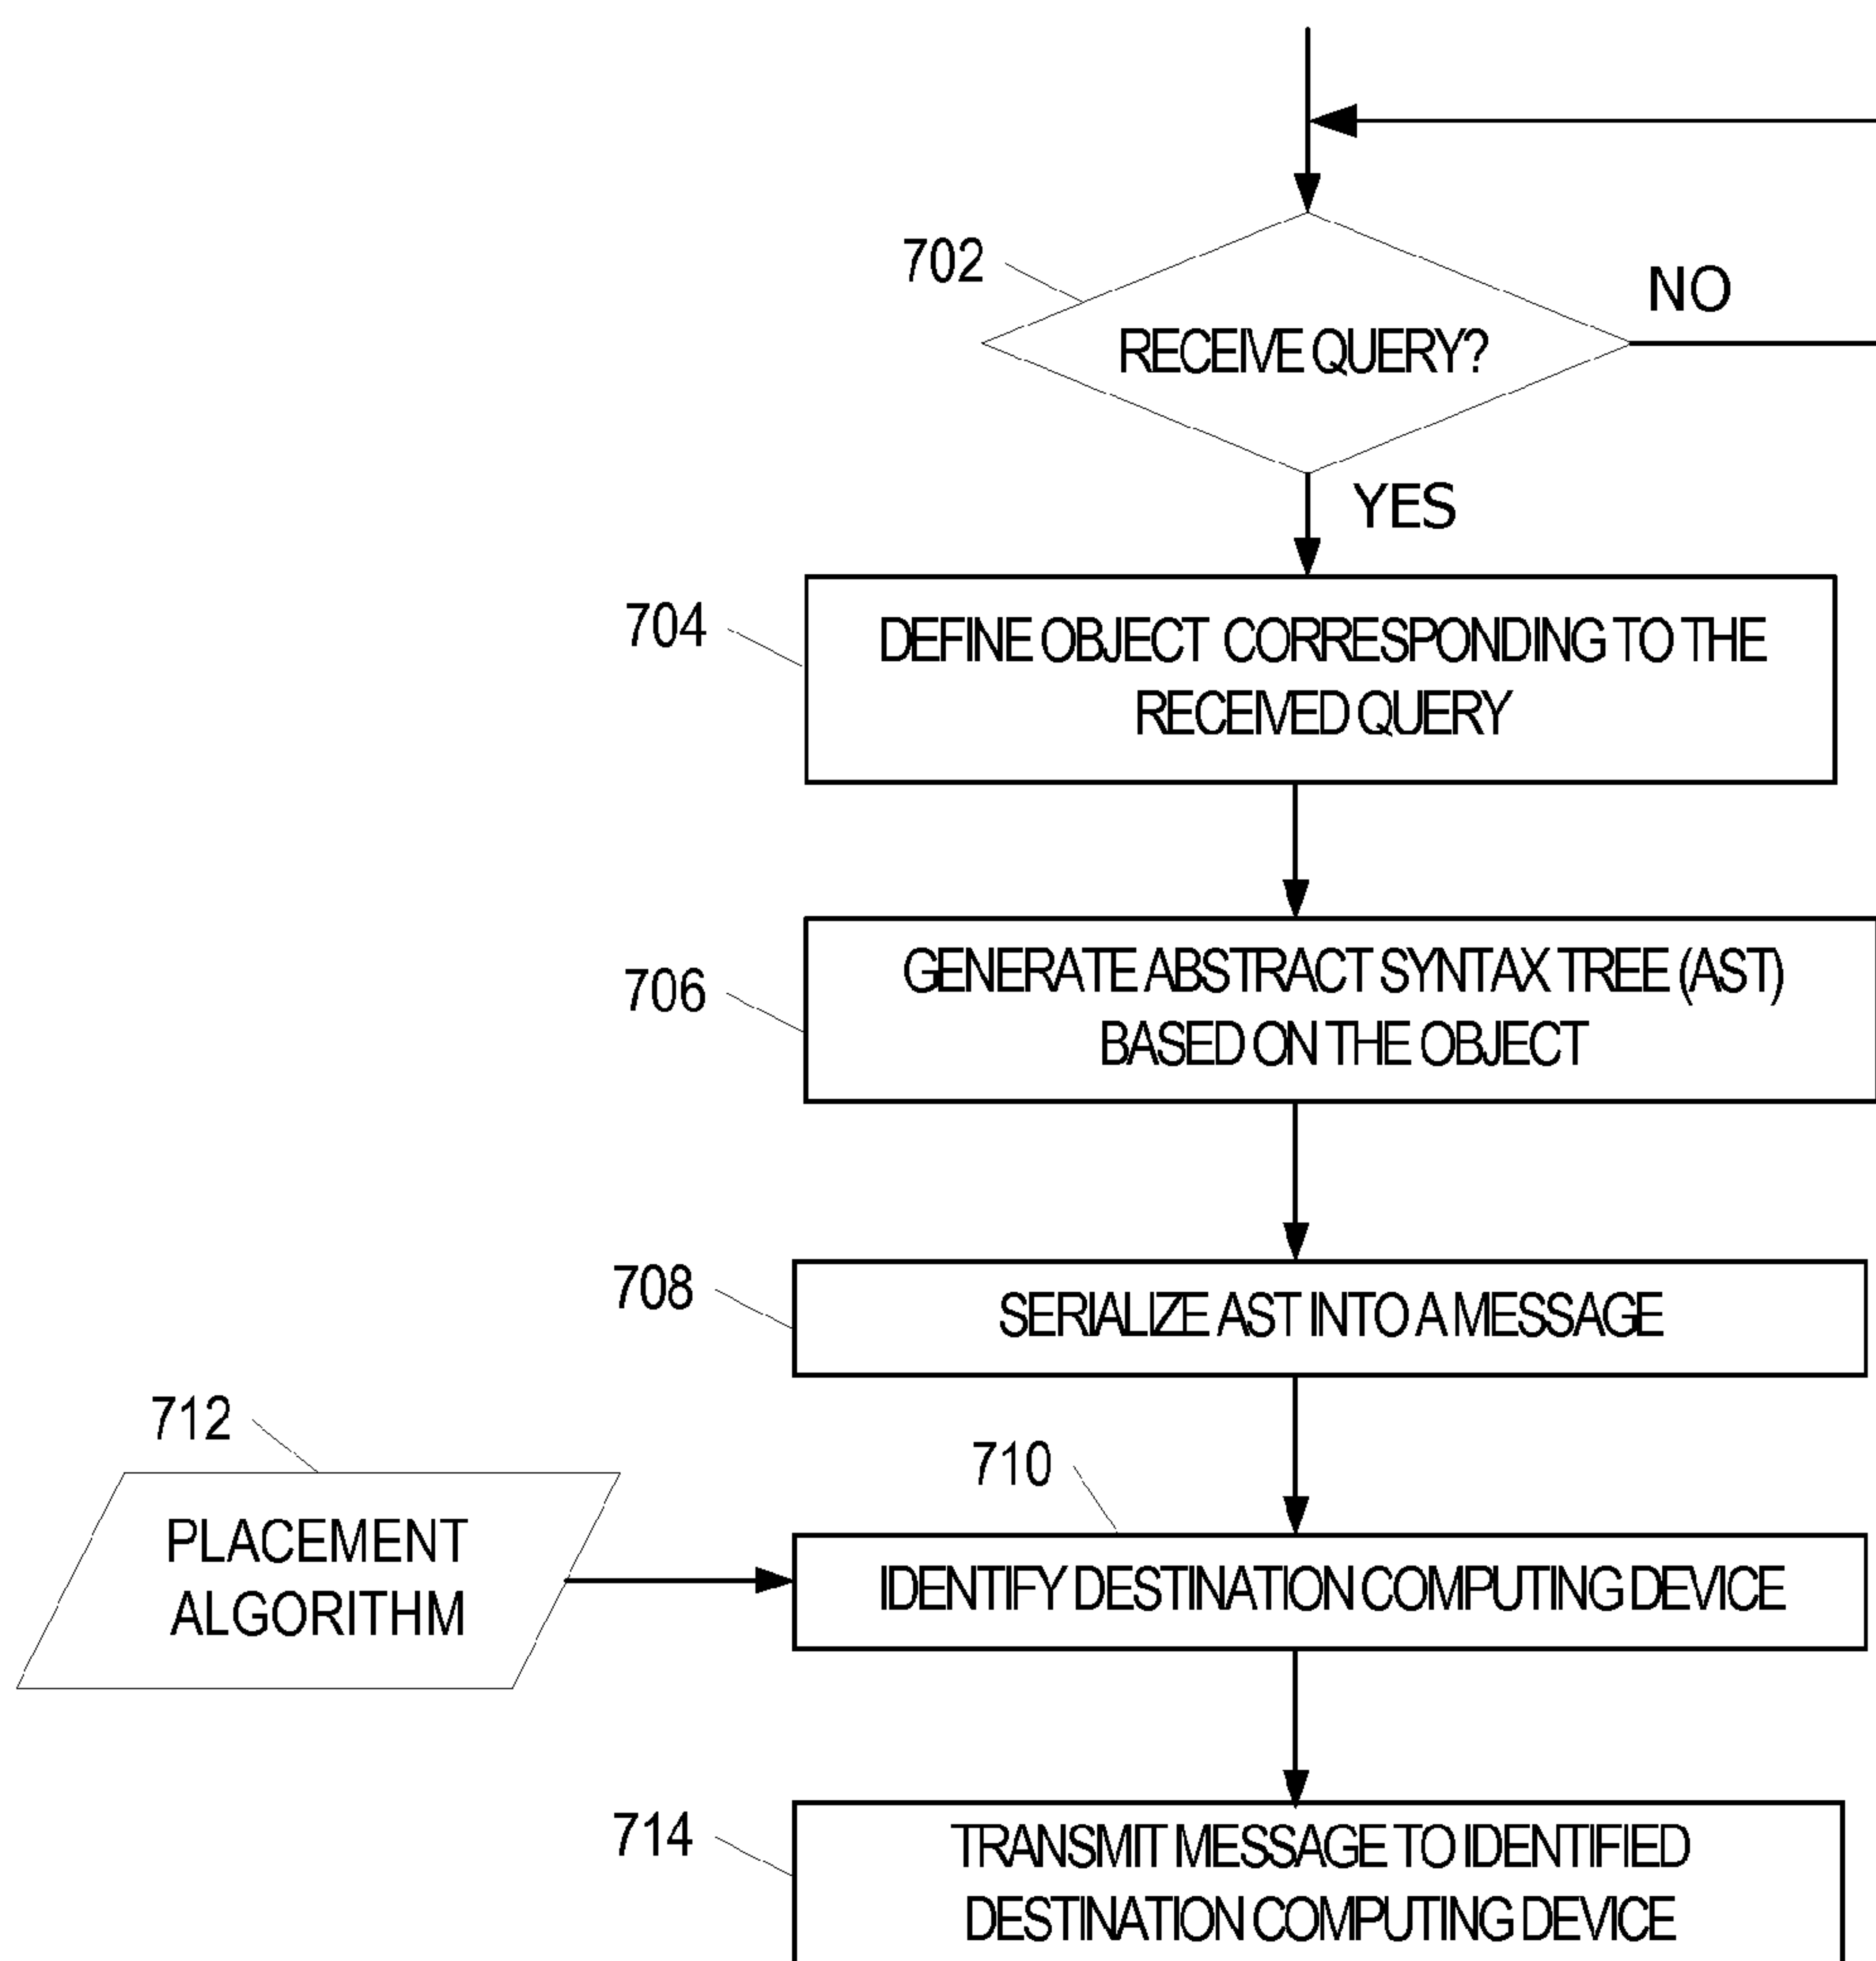 702
RECEIVE QUERY?
NO
YES
704
DEFINE OBJECT CORRESPONDING TO THE
RECEIVED QUERY
706
GENERATE ABSTRACT SYNTAX TREE (AST)
BASED ON THE OBJECT
708
SERIALIZE AST INTO A MESSAGE
712
PLACEMENT
ALGORITHM
710
IDENTIFY DESTINATION COMPUTING DEVICE
714
TRANSMIT MESSAGE TO IDENTIFIED
DESTINATION COMPUTING DEVICE